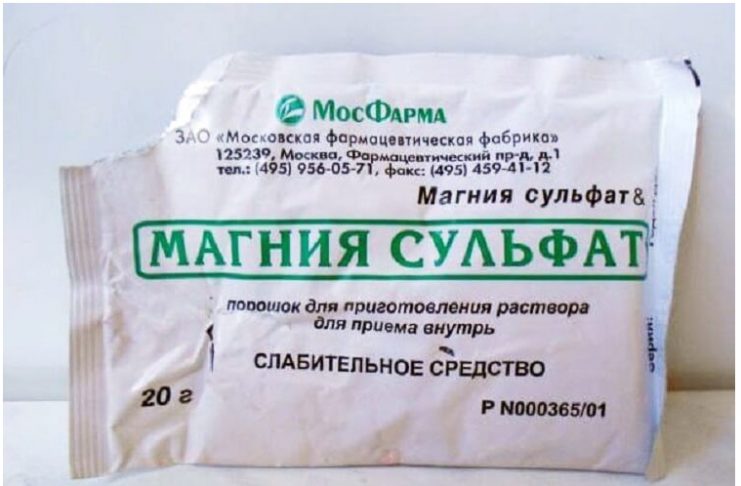 МосФарма
ЗАО «Московская фармацевтическая фабрика»
125239, Москва, Фармацевтический пр-д, д.1
тел.: (495) 956-05-71, факс: (495) 459-41-12
Магния сульфат&
МАГНИЯ СУЛЬФАТ
порошок для приготовления раствора
для приема внутрь
СЛАБИТЕЛЬНОЕ СРЕДСТВО
20 г
Р N000365/01